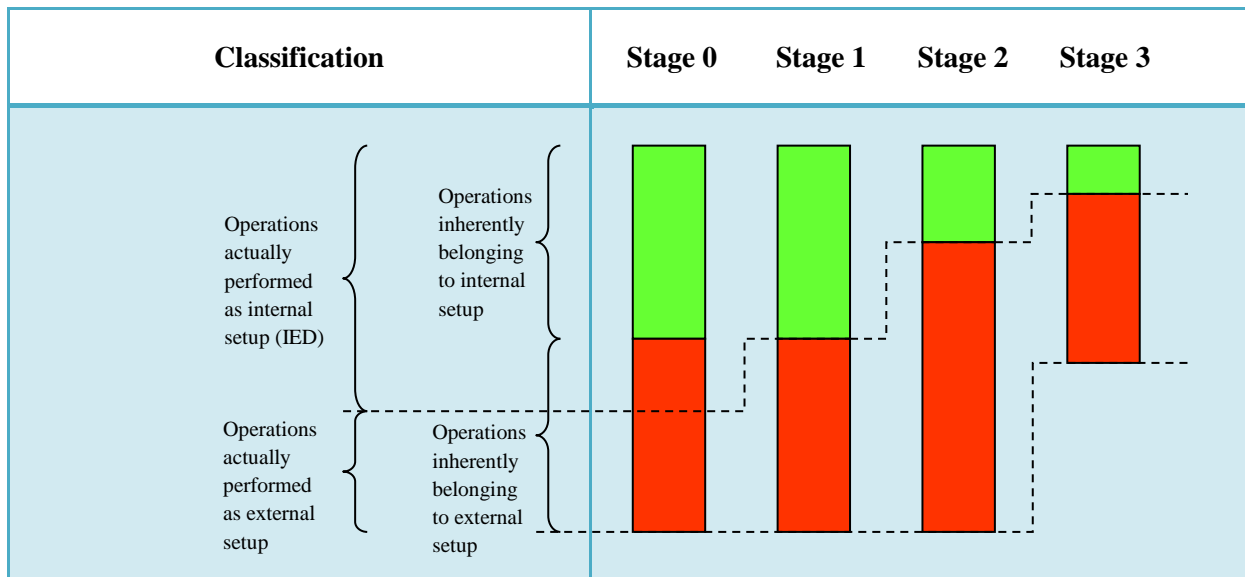 Classification
Stage 0
Stage 1
Stage 2
Stage 3
Operations
actually
performed
as internal
setup (IED)
Operations
inherently
belonging
to internal
setup
Operations
actually
performed
as external
setup
Operations
inherently
belonging
to external
setup